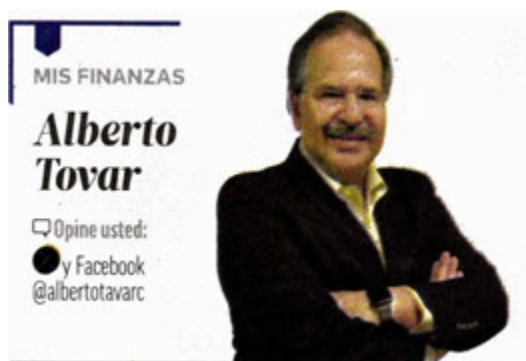 MIS FINANZAS
Alberto
Tovar
Opine usted:
y Facebook
@albertotavarc